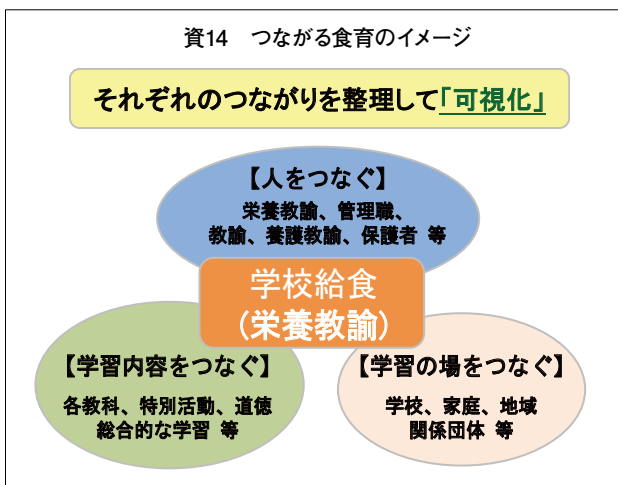 資14 つながる食育のイメージ
それぞれのつながりを整理して「可視化」
【人をつなぐ】
栄養教諭、管理職、
教諭、養護教諭、保護者 等
学校給食
(栄養教諭)
【学習内容をつなぐ】
各教科、特別活動、道徳
総合的な学習 等
【学習の場をつなぐ】
学校、家庭、地域
関係団体 等